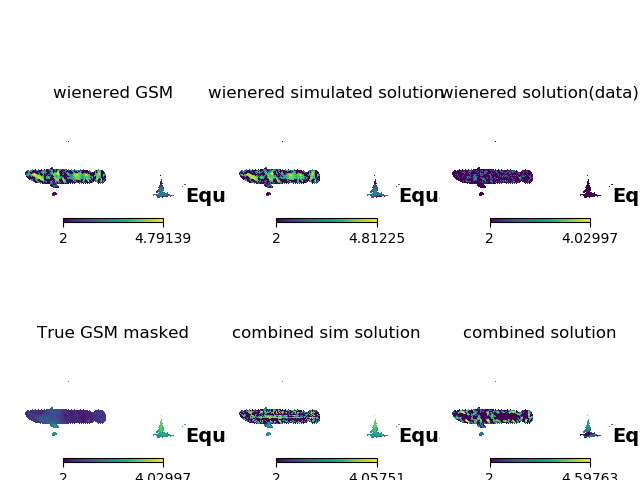 wienered GSM
wienered simulated solution
wienered solution(data)
Equ
Equ
Eq
2 4.79139
2 4.81225
2 4.02997
True GSM masked
combined sim solution
combined solution
Equ
Equ
Eq
2 4.02997
2 4.05751
2 4.59763